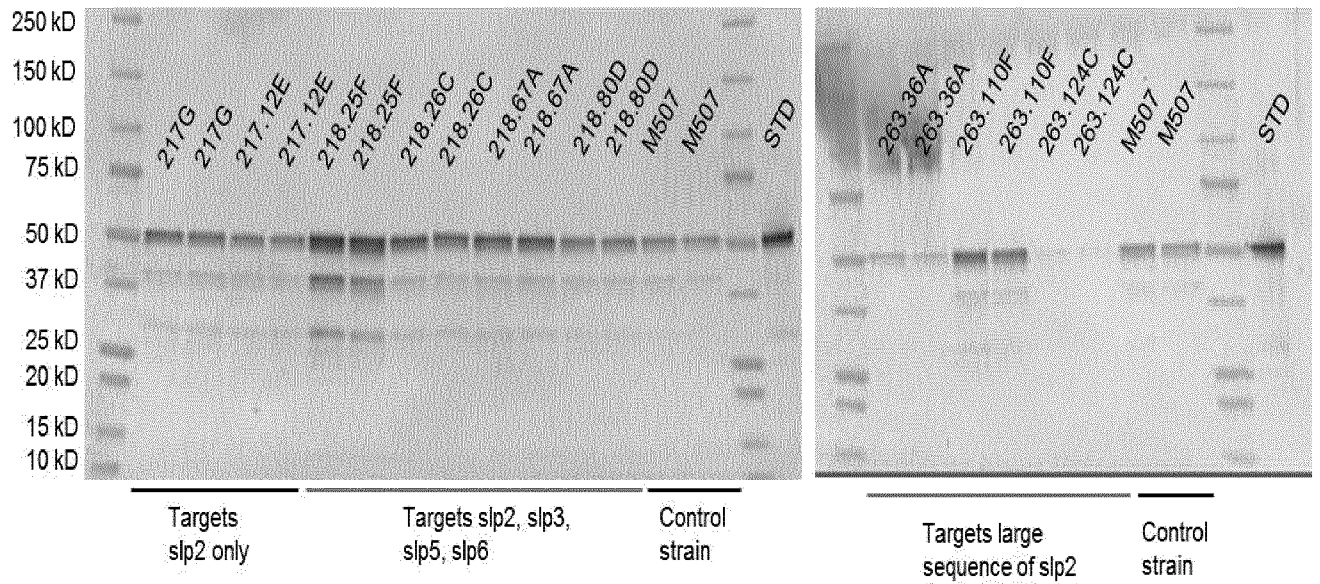 250 kD
150 kD
100 kD
75 kD
50 kD
37 kD
25 kD
20 kD
15 kD
10 kD
217G
217G
217.12E
217.12E
218.25F
218.25F
218.26C
218.26C
218.67A
218.67A
218.80D
218.80D
M507
M507
STD
263.36A
263.36A
263.110F
263.110F
263.124C
263.124C
M507
M507
STD
Targets
slp2 only
Targets slp2, slp3,
slp5, slp6
Control
strain
Targets large
sequence of slp2
Control
strain